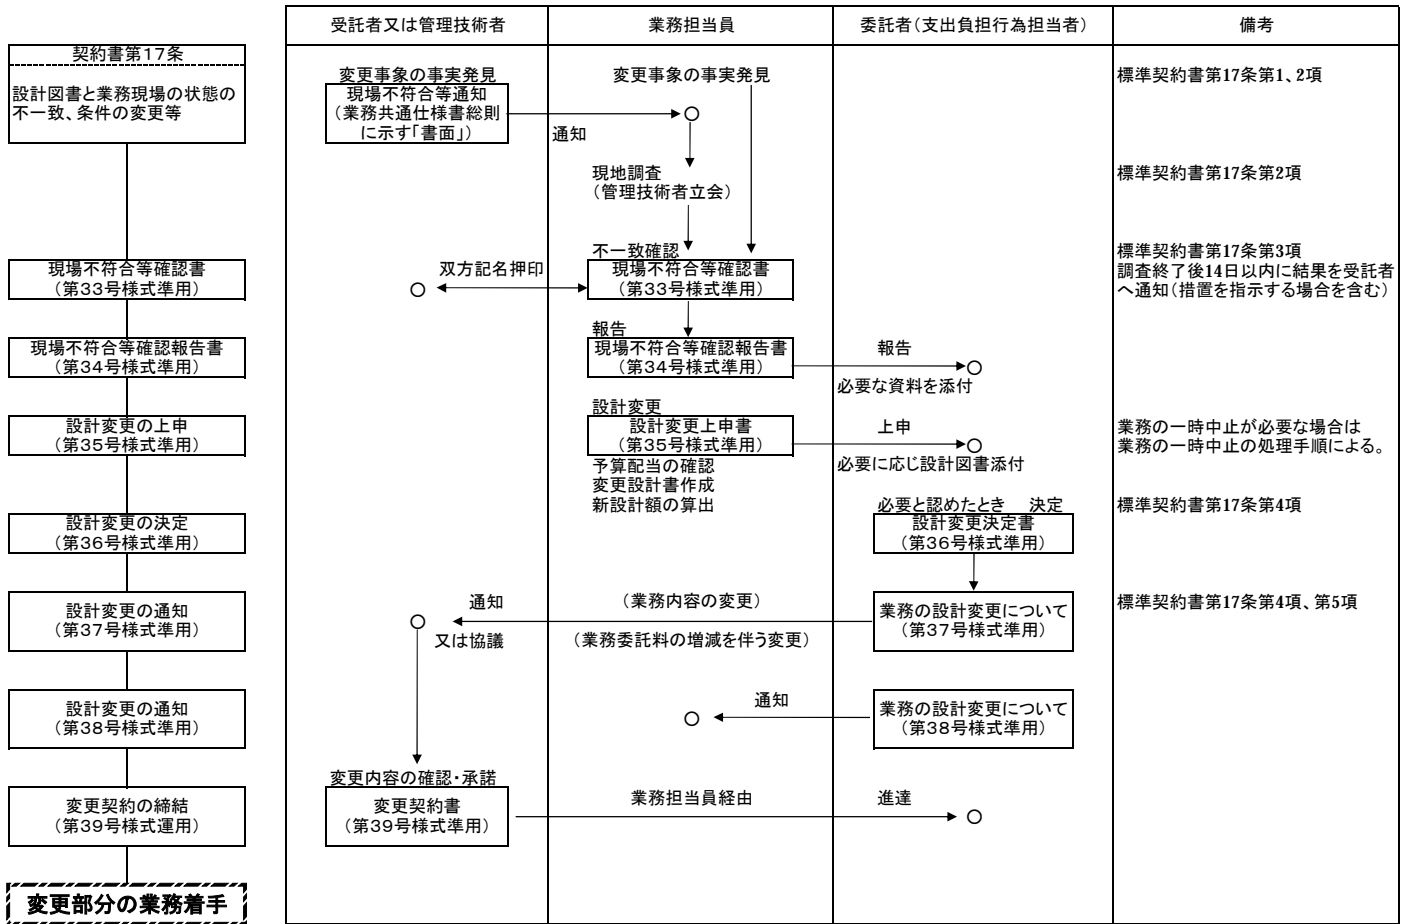 受託者又は管理技術者
業務担当員
委託者（支出負担行為担当者）
備考
契約書第17条
設計図書と業務現場の状態の
不一致、条件の変更等
変更事象の事実発見
変更事象の事実発見
標準契約書第17条第1、2項
現場不符合等通知
（業務共通仕様書総則
に示す「書面」）
通知
現地調査
（管理技術者立会）
標準契約書第17条第2項
不一致確認
標準契約書第17条第3項
現場不符合等確認書
（第33号様式準用）
双方記名押印
現場不符合等確認書
（第33号様式準用）
調査終了後14日以内に結果を受託者
へ通知（措置を指示する場合を含む）
報告
現場不符合等確認報告書
（第34号様式準用）
現場不符合等確認報告書
（第34号様式準用）
報告
必要な資料を添付
設計変更
設計変更の上申
（第35号様式準用）
設計変更上申書
（第35号様式準用）
上申
必要に応じ設計図書添付
業務の一時中止が必要な場合は
業務の一時中止の処理手順による。
予算配当の確認
変更設計書作成
新設計額の算出
必要と認めたとき　決定
標準契約書第17条第4項
設計変更の決定
（第36号様式準用）
設計変更決定書
（第36号様式準用）
設計変更の通知
（第37号様式準用）
通知
又は協議
（業務内容の変更）
（業務委託料の増減を伴う変更）
業務の設計変更について
（第37号様式準用）
標準契約書第17条第4項、第5項
設計変更の通知
（第38号様式準用）
通知
業務の設計変更について
（第38号様式準用）
変更内容の確認・承諾
変更契約の締結
（第39号様式運用）
変更契約書
（第39号様式準用）
業務担当員経由
進達
変更部分の業務着手